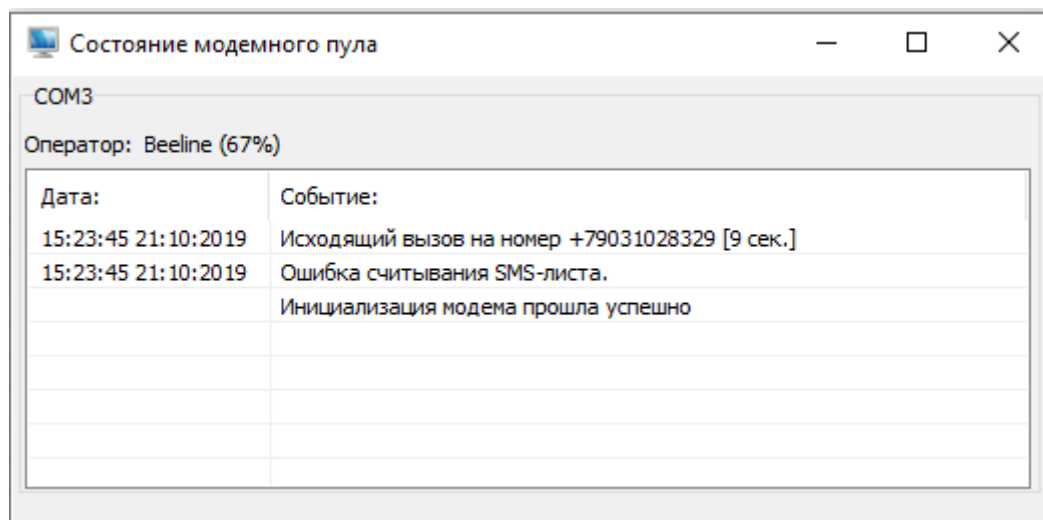 Состояние модемного пула
COM3
Оператор: Beeline (67%)
Дата: Событие:
15:23:45 21:10:2019 Исходящий вызов на номер +79031028329 [9 сек.]
15:23:45 21:10:2019 Ошибка считывания SMS-листа.
Инициализация модема прошла успешно